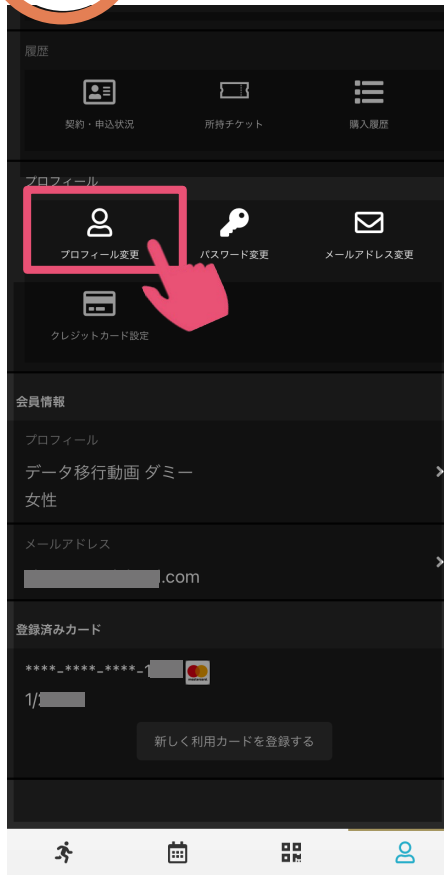 履歴
契約・申込状況
所持チケット
購入履歴
プロフィール
プロフィール変更
パスワード変更
メールアドレス変更
クレジットカード設定
会員情報
プロフィール
データ移行動画 ダミー
女性
メールアドレス
.com
登録済みカード
****-****-****-1
1/
新しく利用カードを登録する